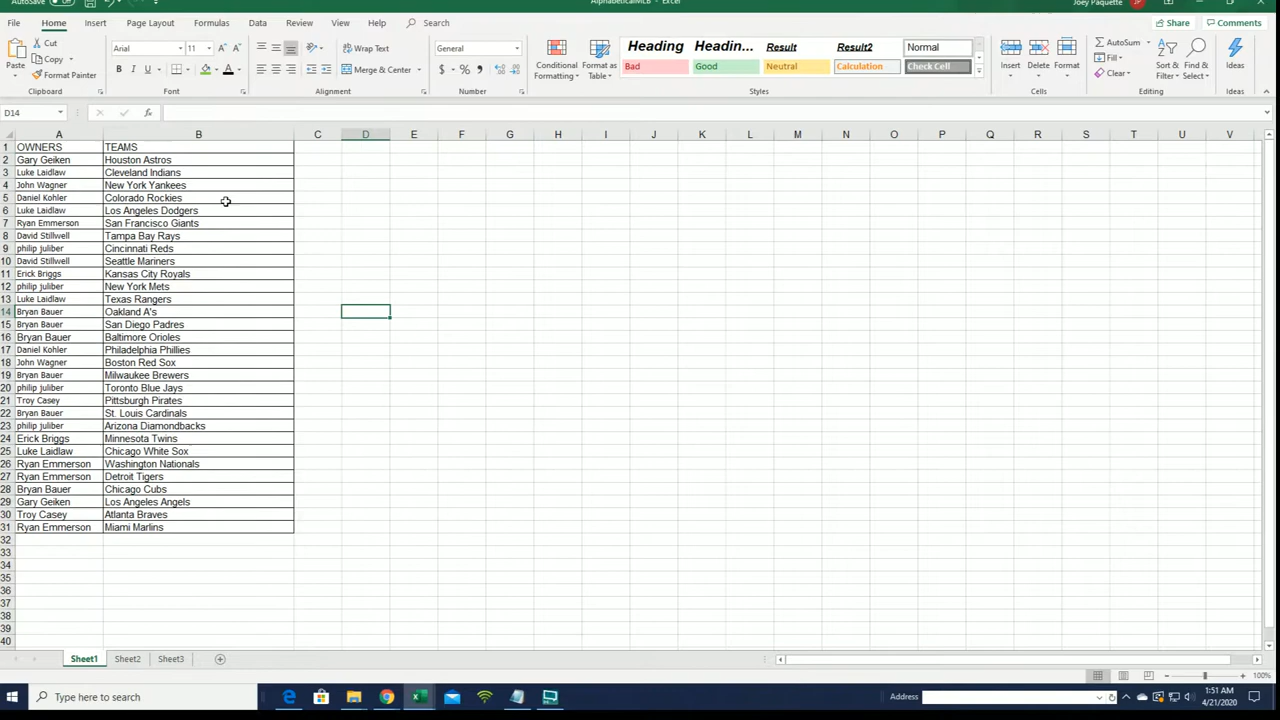 AlphabeticalMLB - Excel
Joey Paquette
AutoSave
File Home Insert Page Layout Formulas Data Review View Help Search Share Comments
Paste Cut Copy Format Painter Clipboard
Arial 11 Font
Wrap Text Merge & Center Alignment
General Number
Conditional Formatting Format as Table
Heading Headin... Result Result2 Normal
Bad Good Neutral Calculation Check Cell
Styles
Insert Delete Format Cells
AutoSum Fill Clear Sort & Filter Find & Select Editing
Ideas Ideas
D14
A B C D E F G H I J K L M N O P Q R S T U V
1 OWNERS TEAMS
2 Gary Geiken Houston Astros
3 Luke Laidlaw Cleveland Indians
4 John Wagner New York Yankees
5 Daniel Kohler Colorado Rockies
6 Luke Laidlaw Los Angeles Dodgers
7 Ryan Emmerson San Francisco Giants
8 David Stillwell Tampa Bay Rays
9 philip juliber Cincinnati Reds
10 David Stillwell Seattle Mariners
11 Erick Briggs Kansas City Royals
12 philip juliber New York Mets
13 Luke Laidlaw Texas Rangers
14 Bryan Bauer Oakland A's
15 Bryan Bauer San Diego Padres
16 Bryan Bauer Baltimore Orioles
17 Daniel Kohler Philadelphia Phillies
18 John Wagner Boston Red Sox
19 Bryan Bauer Milwaukee Brewers
20 philip juliber Toronto Blue Jays
21 Troy Casey Pittsburgh Pirates
22 Bryan Bauer St. Louis Cardinals
23 philip juliber Arizona Diamondbacks
24 Erick Briggs Minnesota Twins
25 Luke Laidlaw Chicago White Sox
26 Ryan Emmerson Washington Nationals
27 Ryan Emmerson Detroit Tigers
28 Bryan Bauer Chicago Cubs
29 Gary Geiken Los Angeles Angels
30 Troy Casey Atlanta Braves
31 Ryan Emmerson Miami Marlins
32
33
34
35
36
37
38
39
40
Sheet1 Sheet2 Sheet3
100%
Type here to search
Address
1:51 AM
4/21/2020